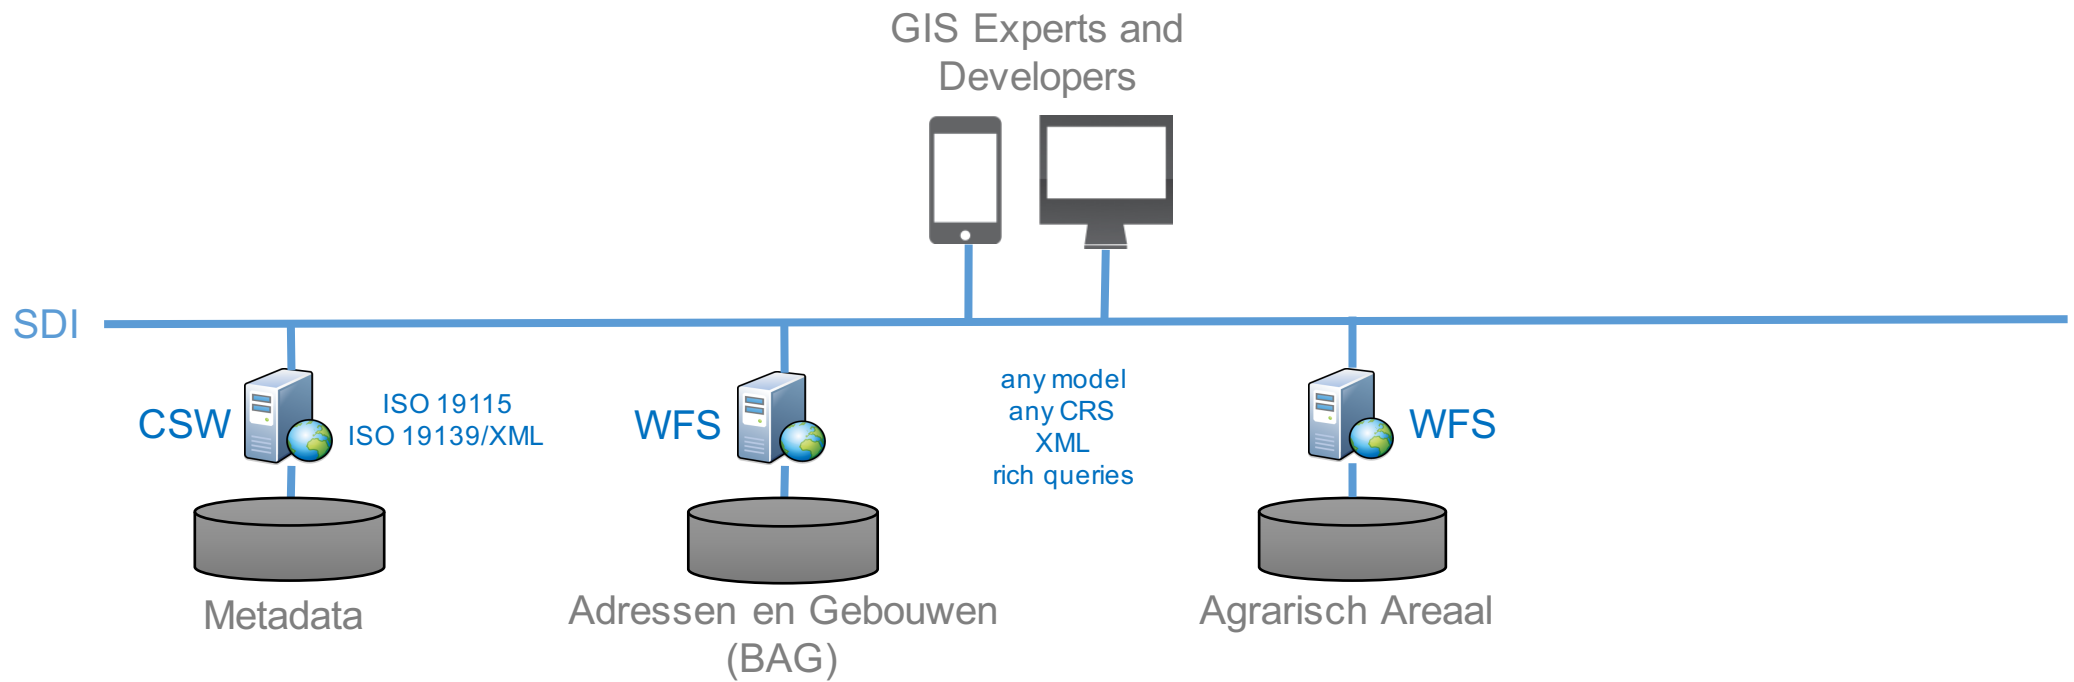 GIS Experts and
Developers
SDI
CSW
ISO 19115
ISO 19139/XML
WFS
any model
any CRS
XML
rich queries
WFS
Metadata
Adressen en Gebouwen
(BAG)
Agrarisch Areaal